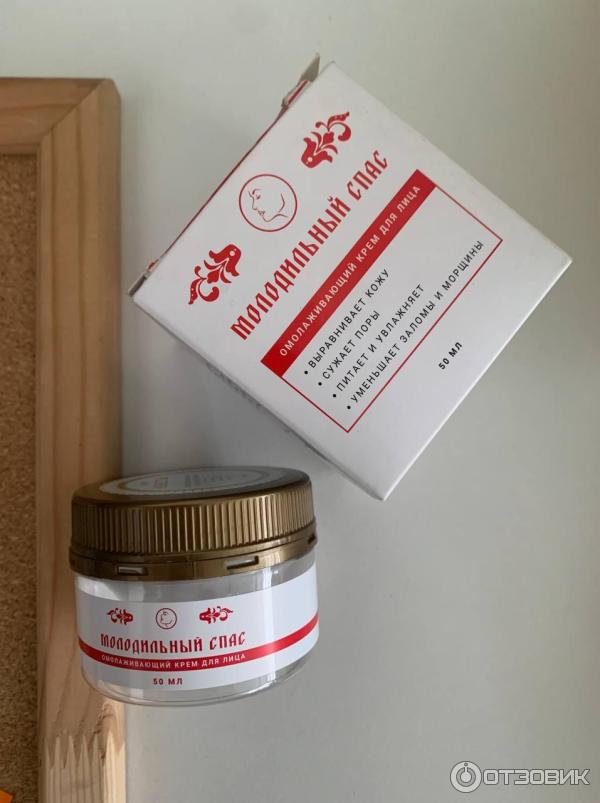 МОЛОДИЛЬНЫЙ СПАС
ОМОЛАЖИВАЮЩИЙ КРЕМ ДЛЯ ЛИЦА
• ВЫРАВНИВАЕТ КОЖУ
• СУЖАЕТ ПОРЫ
• ПИТАЕТ И УВЛАЖНЯЕТ
• УМЕНЬШАЕТ ЗАЛОМЫ И МОРЩИНЫ
50 МЛ
МОЛОДИЛЬНЫЙ СПАС
ОМОЛАЖИВАЮЩИЙ КРЕМ ДЛЯ ЛИЦА
50 МЛ
ОТЗОВИК